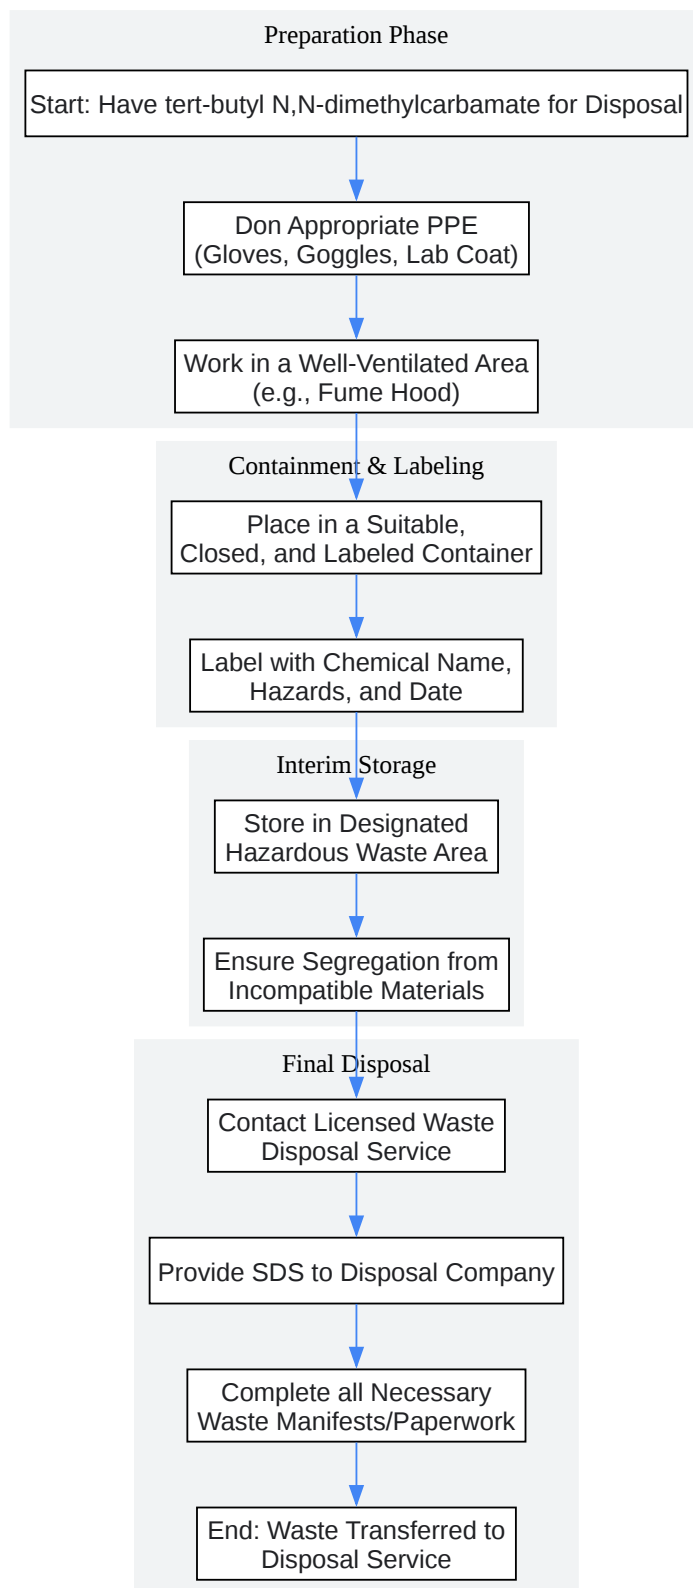 Preparation Phase
Start: Have tert-butyl N,N-dimethylcarbamate for Disposal
Don Appropriate PPE
(Gloves, Goggles, Lab Coat)
Work in a Well-Ventilated Area
(e.g., Fume Hood)
Containment & Labeling
Place in a Suitable,
Closed, and Labeled Container
Label with Chemical Name,
Hazards, and Date
Interim Storage
Store in Designated
Hazardous Waste Area
Ensure Segregation from
Incompatible Materials
Final Disposal
Contact Licensed Waste
Disposal Service
Provide SDS to Disposal Company
Complete all Necessary
Waste Manifests/Paperwork
End: Waste Transferred to
Disposal Service